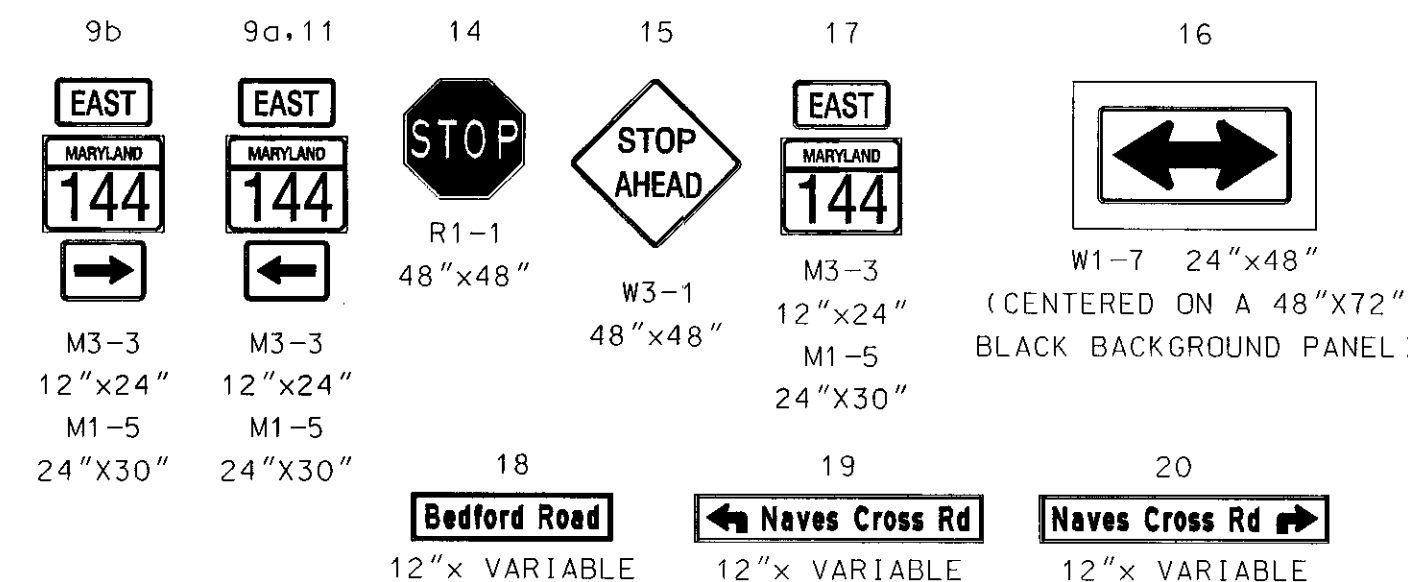 9b
9a,11
14
15
17
16
EAST
MARYLAND
144
M3-3
12"x24"
M1-5
24"X30"
EAST
MARYLAND
144
M3-3
12"x24"
M1-5
24"X30"
STOP
R1-1
48"x48"
STOP
AHEAD
W3-1
48"x48"
EAST
MARYLAND
144
M3-3
12"x24"
M1-5
24"X30"
W1-7 24"x48"
(CENTERED ON A 48"X72"
BLACK BACKGROUND PANEL)
18
Bedford Road
12"x VARIABLE
19
Naves Cross Rd
12"x VARIABLE
20
Naves Cross Rd
12"x VARIABLE